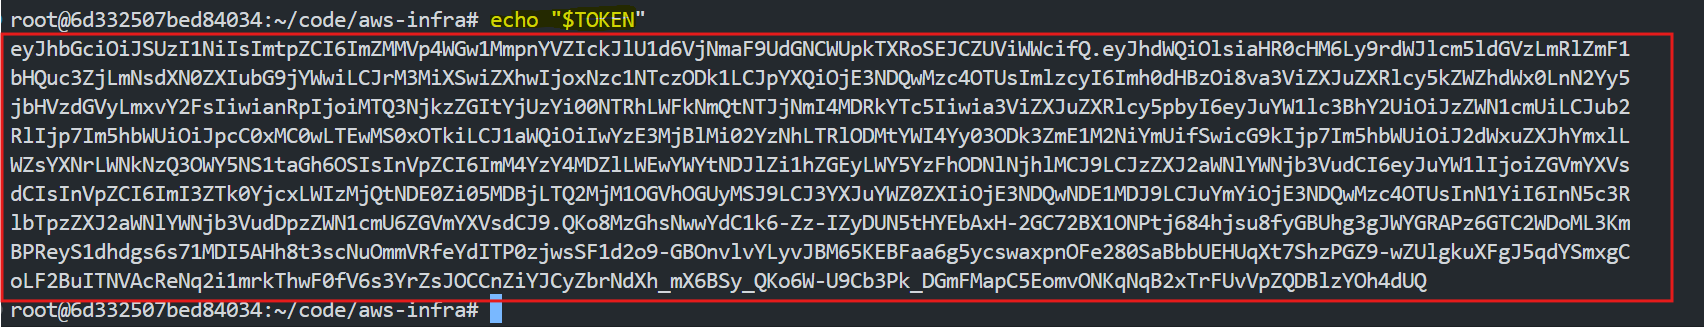 root@6d332507bed84034:~/code/aws-infra# echo "$TOKEN"
eyJhbGciOiJSUzI1NiIsImtpZCI6ImZMMVp4WGw1MmpnYVZIckJlU1d6VjNmaF9UdGNCWUpkTXRoSEJCZUViWWcifQ.eyJhdWQiOlsiaHR0cHM6Ly9rdWJlcm5ldGVzLmRlZmF1
bHQuc3ZjLmNsdXN0ZXIubG9jYWwiLCJrM3MiXSwiZXhwIjoxNzc1NTczODk1LCJpYXQiOjE3NDQwMzc4OTUsImlzcyI6Imh0dHBzOi8va3ViZXJuZXRlcy5kZWZhdWx0LnN2Yy5
jbHVzdGVyLmxvY2FsIiwianRpIjoiMTQ3NjkzZGItYjUzYi00NTRhLWFkNmQtNTJjNmI4MDRkYTc5Iiwia3ViZXJuZXRlcy5pbyI6eyJuYW1lc3BhY2UiOiJzZWN1cmUiLCJub2
RlIjp7Im5hbWUiOiJpcC0xMC0wLTEwMS0xOTkiLCJ1aWQiOiIwYzE3MjBlMi02YzNhLTRlODMtYWI4Yy03ODk3ZmE1M2NiYmUifSwicG9kIjp7Im5hbWUiOiJ2dWxuZXJhYmxlL
WZsYXNrLWNkNzQ3OWY5NS1taGh6OSIsInVpZCI6ImM4YzY4MDZlLWEwYWYtNDJlZi1hZGEyLWY5YzFhODNlNjhlMCJ9LCJzZXJ2aWNlYWNjb3VudCI6eyJuYW1lIjoiZGVmYXVs
dCIsInVpZCI6ImI3ZTk0YjcxLWIzMjQtNDE0Zi05MDBjLTQ2MjM1OGVhOGUyMSJ9LCJ3YXJuYWZ0ZXIiOjE3NDQwNDE1MDJ9LCJuYmYiOjE3NDQwMzc4OTUsInN1YiI6InN5c3R
lbTpzZXJ2aWNlYWNjb3VudDpzZWN1cmU6ZGVmYXVsdCJ9.QKo8MzGhsNwwYdC1k6-Zz-IZyDUN5tHYEbAxH-2GC72BX1ONPtj684hjsu8fyGBUhg3gJWYGRAPz6GTC2WDoML3Km
BPReyS1dhdgs6s71MDI5AHh8t3scNuOmmVRfeYdITP0zjwsSF1d2o9-GBOnvlvYLyvJBM65KEBFaa6g5ycswaxpnOFe280SaBbbUEHUqXt7ShzPGZ9-wZUlgkuXFgJ5qdYSmxgC
oLF2BuITNVAcReNq2i1mrkThwF0fV6s3YrZsJOCCnZiYJCyZbrNdXh_mX6BSy_QKo6W-U9Cb3Pk_DGmFMapC5EomvONKqNqB2xTrFUvVpZQDBlzYOh4dUQ
root@6d332507bed84034:~/code/aws-infra#